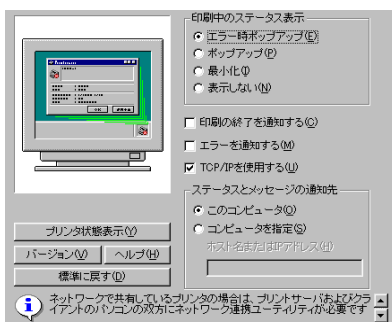 印刷中のステータス表示
エラー時ポップアップ(E)
ポップアップ(P)
最小化(I)
表示しない(N)
印刷の終了を通知する(C)
エラーを通知する(M)
TCP/IPを使用する(U)
ステータスとメッセージの通知先
このコンピュータ(O)
コンピュータを指定(S)
ホスト名またはIPアドレス(H)
プリンタ状態表示(Y)
バージョン(V)
ヘルプ(H)
標準に戻す(D)
ネットワークで共有しているプリンタの場合は、プリントサーバおよびクラ
イアントのパソコンの双方にネットワーク連携ユーティリティが必要です